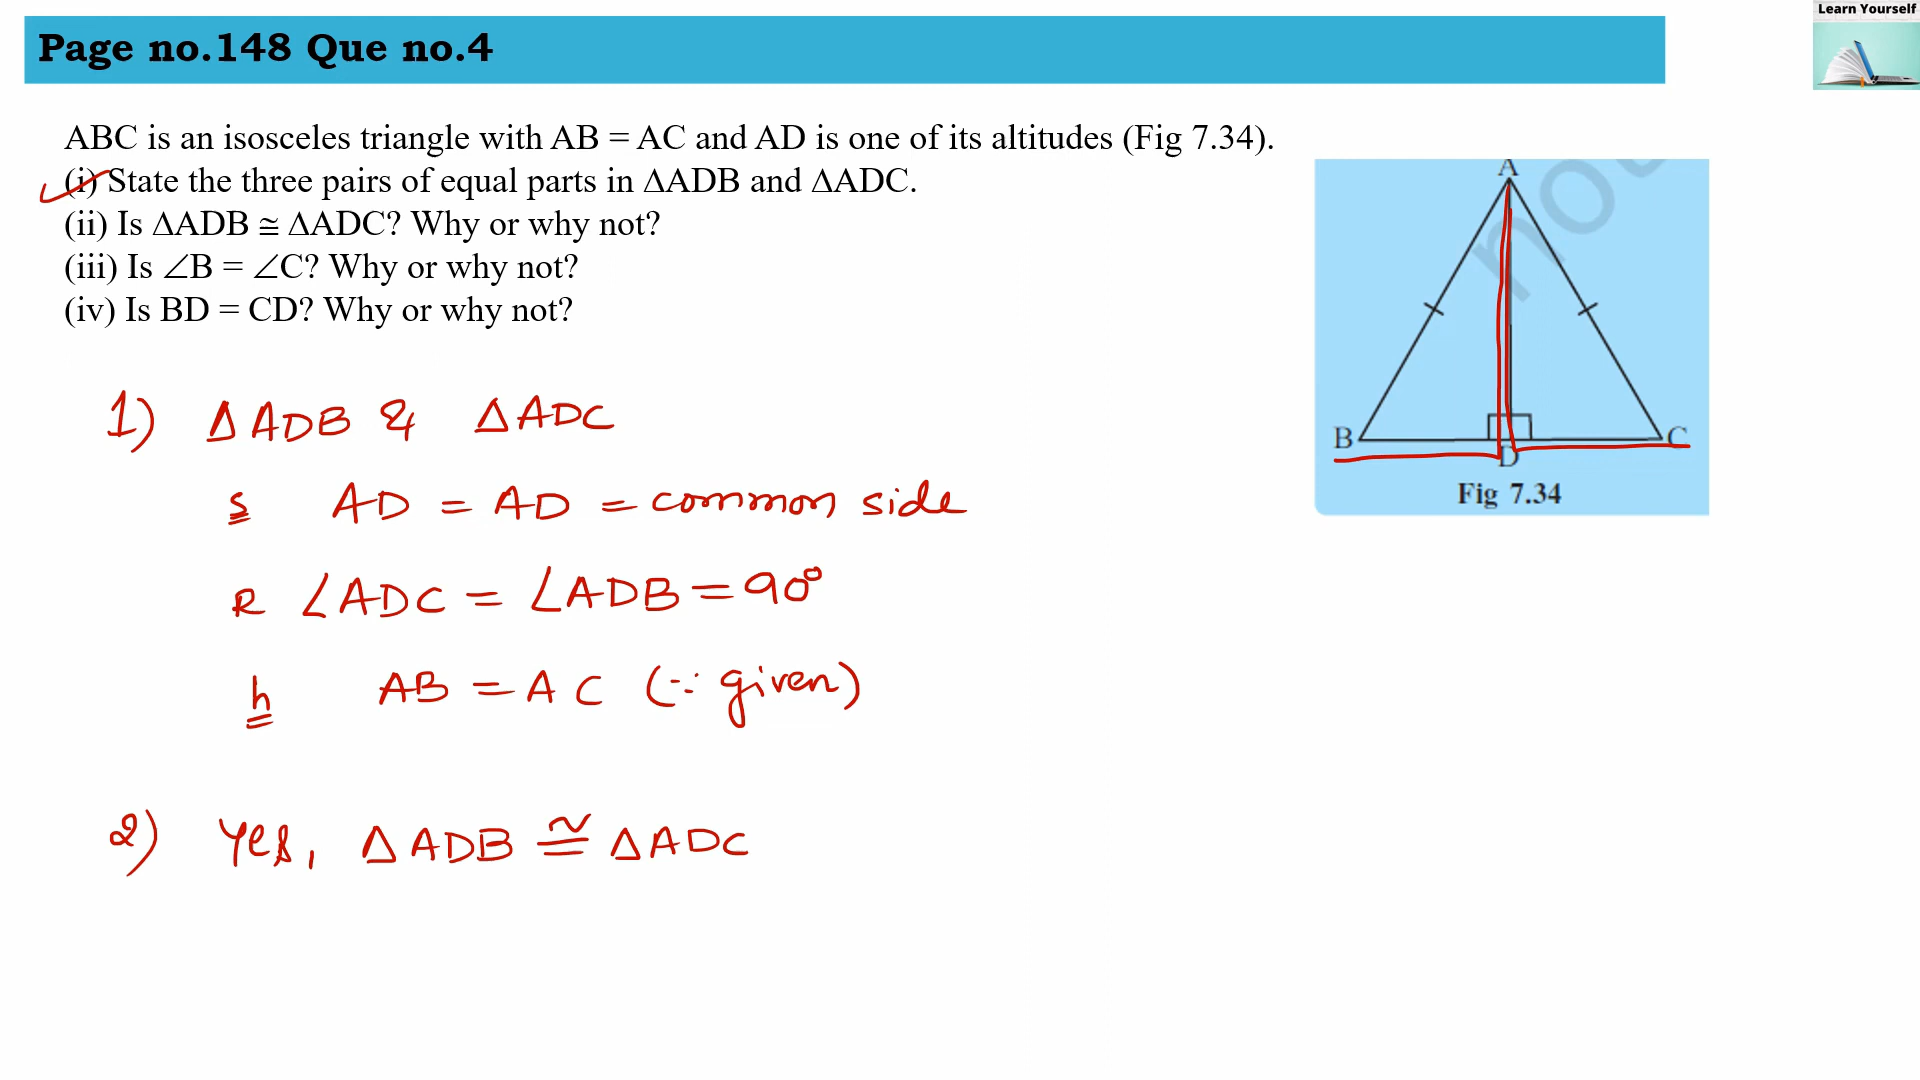 Page no.148 Que no.4
Learn Yourself
ABC is an isosceles triangle with AB = AC and AD is one of its altitudes (Fig 7.34).
(i) State the three pairs of equal parts in ΔADB and ΔADC.
(ii) Is ΔADB ≅ ΔADC? Why or why not?
(iii) Is ∠B = ∠C? Why or why not?
(iv) Is BD = CD? Why or why not?
A
B
C
D
Fig 7.34
1) Δ ADB & Δ ADC
s AD = AD = common side
R ∠ADC = ∠ADB = 90°
h AB = AC (∵ given)
2) Yes, Δ ADB ≅ Δ ADC